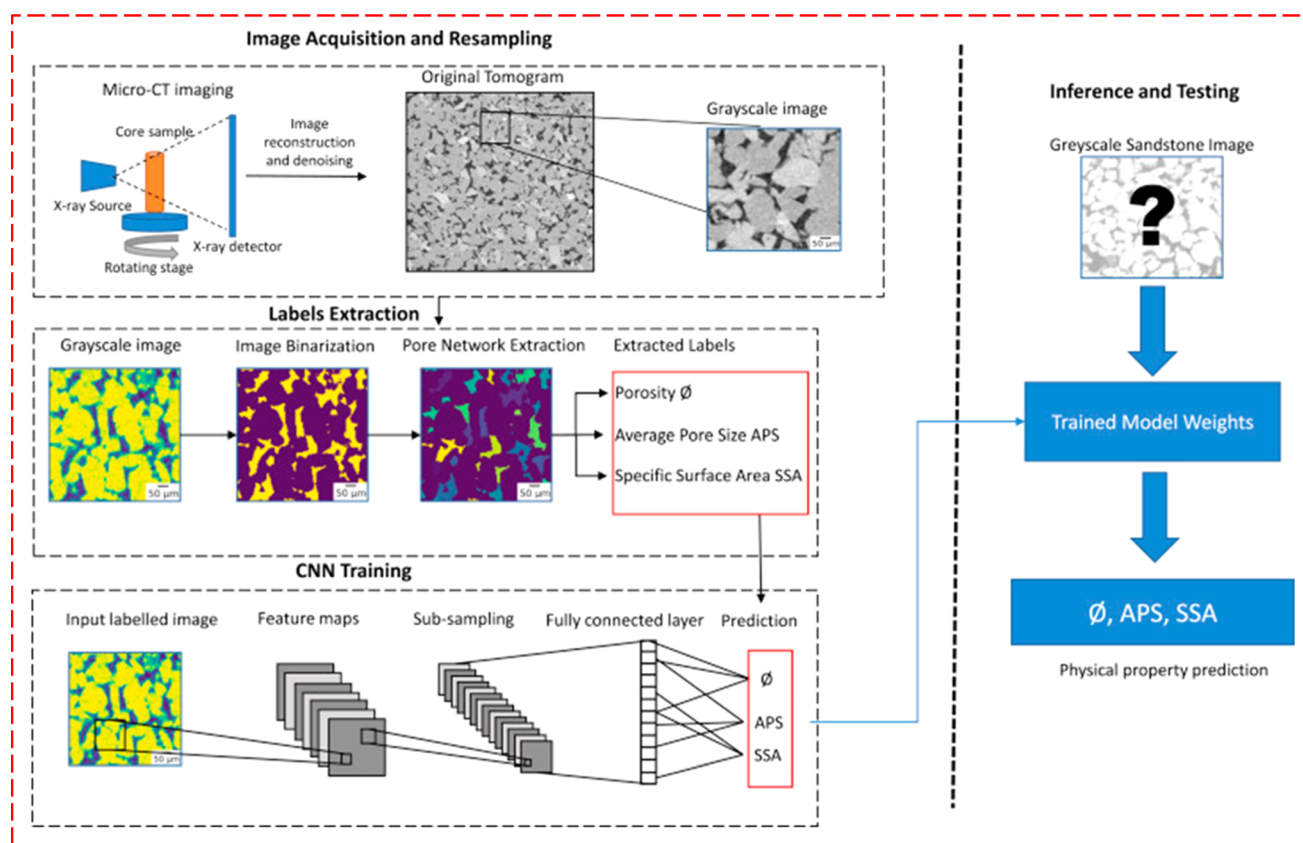 Image Acquisition and Resampling
Micro-CT imaging
Core sample
X-ray Source
X-ray detector
Rotating stage
Image
reconstruction
and denoising
Original Tomogram
Grayscale image
50 µm
Labels Extraction
Grayscale image
Image Binarization
Pore Network Extraction
Extracted Labels
50 µm
50 µm
50 µm
Porosity Ø
Average Pore Size APS
Specific Surface Area SSA
CNN Training
Input labelled image
Feature maps
Sub-sampling
Fully connected layer
Prediction
50 µm
Ø
APS
SSA
Inference and Testing
Greyscale Sandstone Image
?
Trained Model Weights
Ø, APS, SSA
Physical property prediction